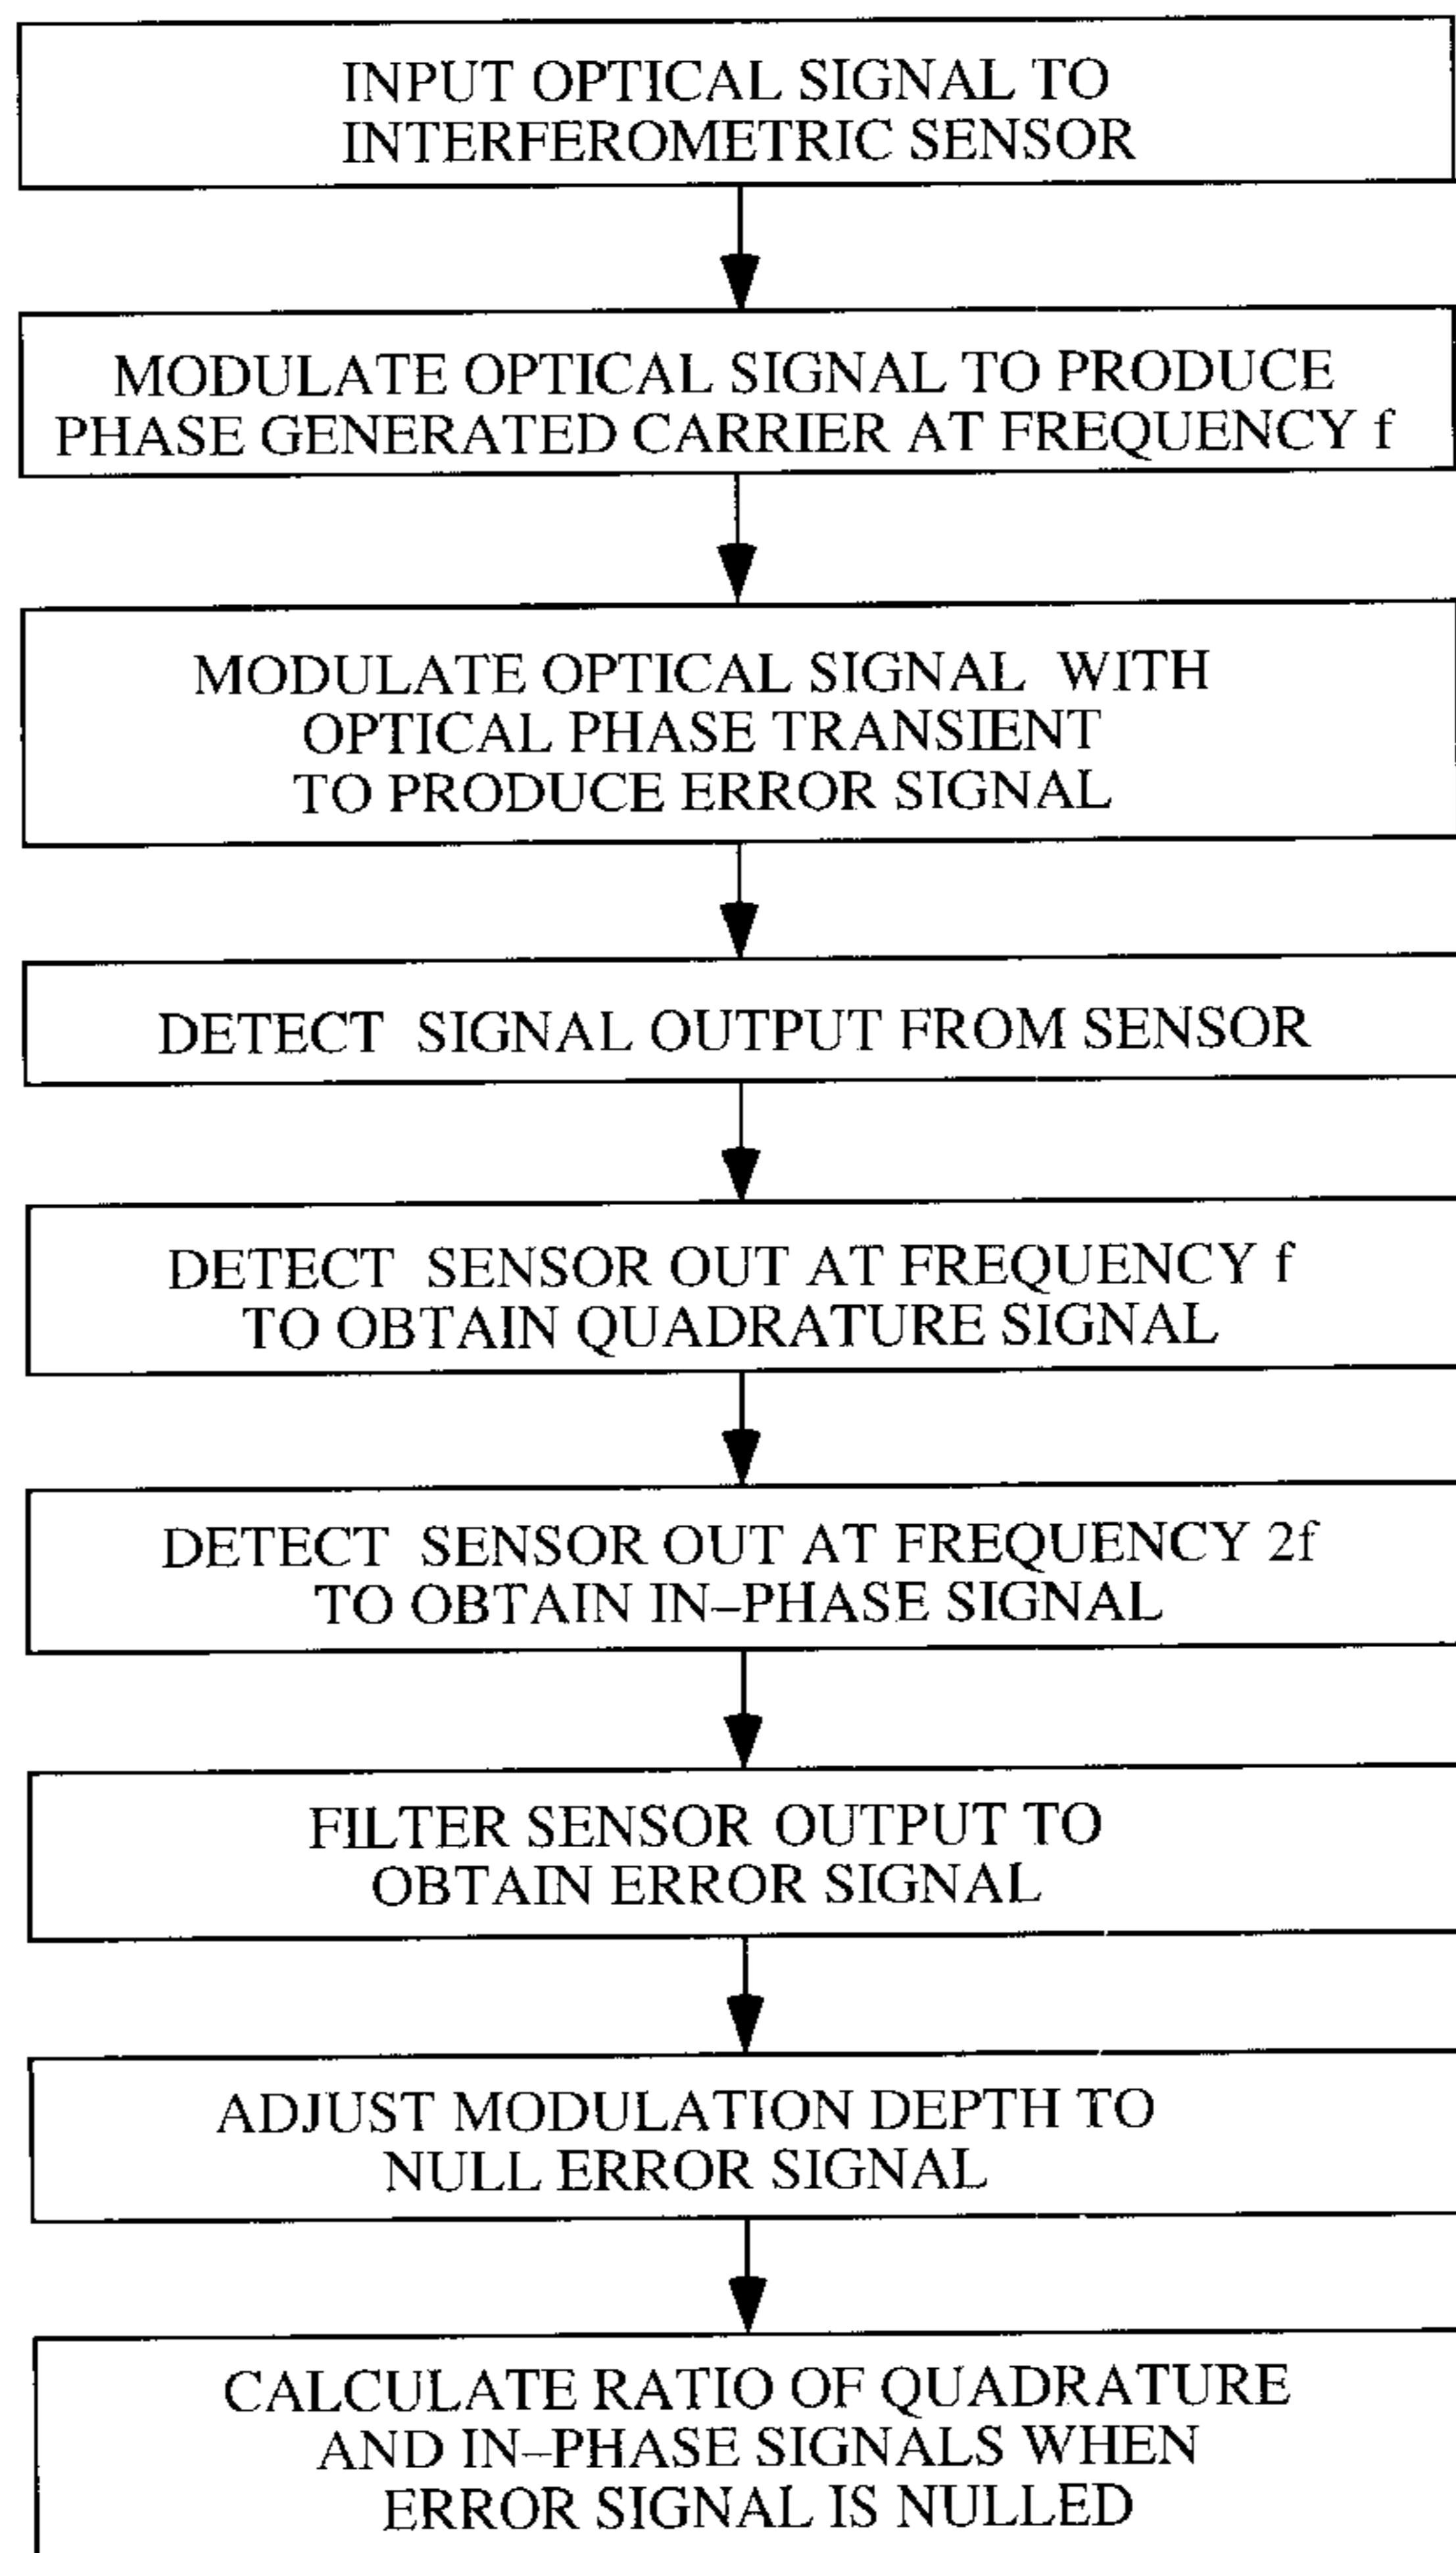 INPUT OPTICAL SIGNAL TO
INTERFEROMETRIC SENSOR
MODULATE OPTICAL SIGNAL TO PRODUCE
PHASE GENERATED CARRIER AT FREQUENCY f
MODULATE OPTICAL SIGNAL WITH
OPTICAL PHASE TRANSIENT
TO PRODUCE ERROR SIGNAL
DETECT SIGNAL OUTPUT FROM SENSOR
DETECT SENSOR OUT AT FREQUENCY f
TO OBTAIN QUADRATURE SIGNAL
DETECT SENSOR OUT AT FREQUENCY 2f
TO OBTAIN IN–PHASE SIGNAL
FILTER SENSOR OUTPUT TO
OBTAIN ERROR SIGNAL
ADJUST MODULATION DEPTH TO
NULL ERROR SIGNAL
CALCULATE RATIO OF QUADRATURE
AND IN–PHASE SIGNALS WHEN
ERROR SIGNAL IS NULLED